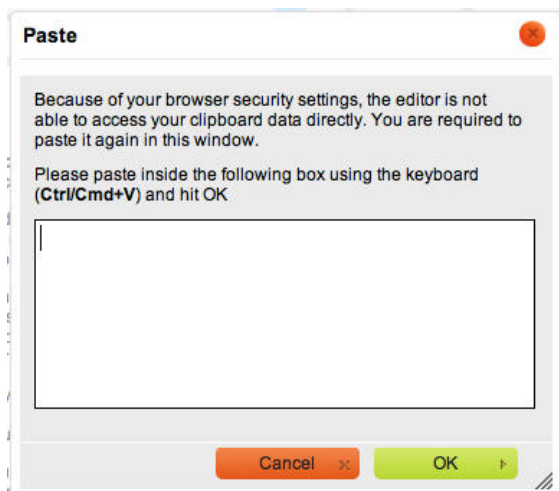 Paste
Because of your browser security settings, the editor is not
able to access your clipboard data directly. You are required to
paste it again in this window.
Please paste inside the following box using the keyboard
(Ctrl/Cmd+V) and hit OK
Cancel
OK